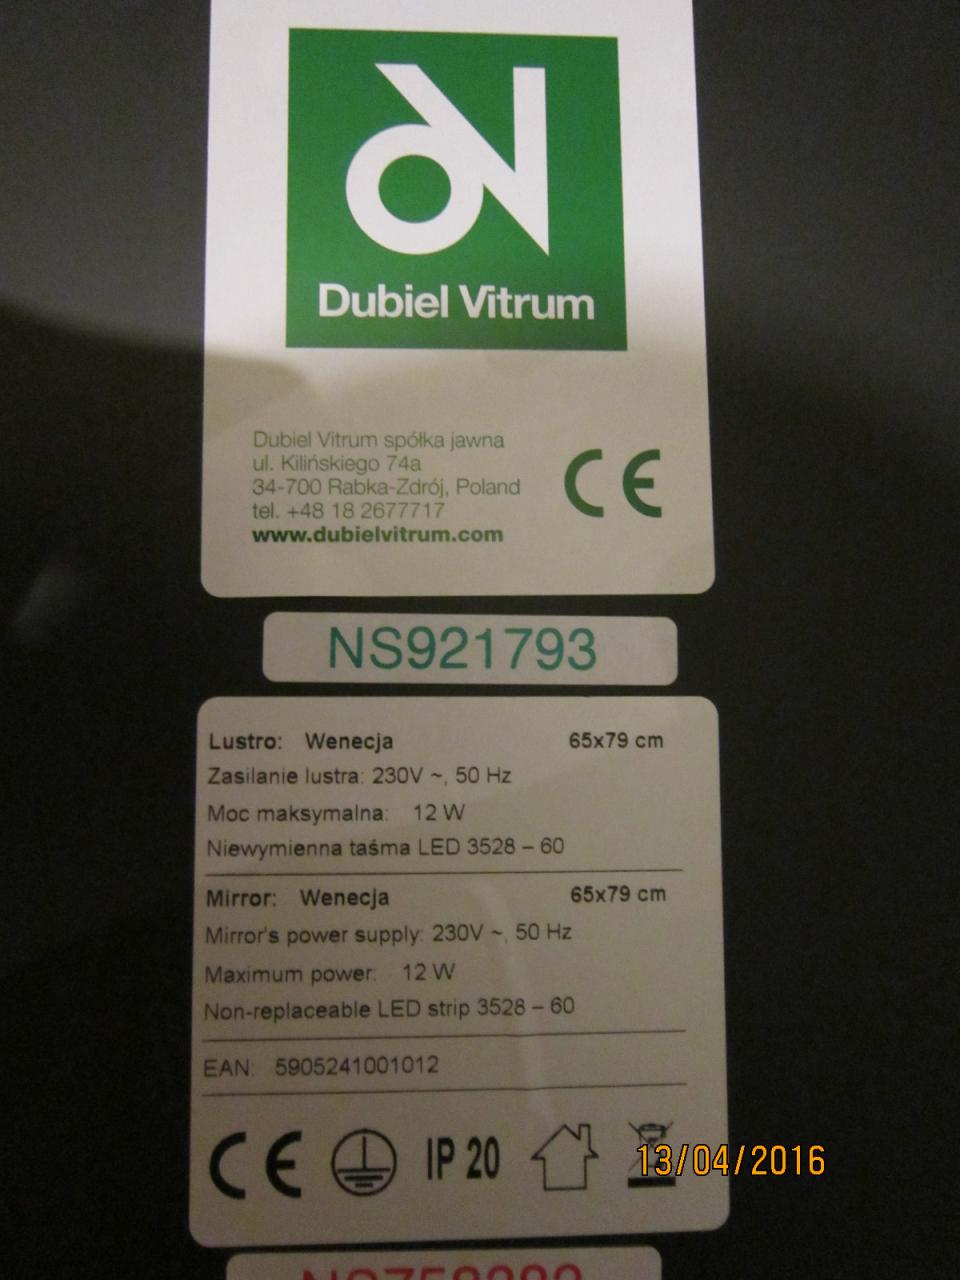 Dubiel Vitrum
Dubiel Vitrum spółka jawna
ul. Kilińskiego 74a
34-700 Rabka-Zdrój, Poland
tel. +48 18 2677717
www.dubielvitrum.com
CE
NS921793
Lustro: Wenecja 65x79 cm
Zasilanie lustra: 230V ~, 50 Hz
Moc maksymalna: 12 W
Niewymienna taśma LED 3528 – 60
Mirror: Wenecja 65x79 cm
Mirror's power supply: 230V ~, 50 Hz
Maximum power: 12 W
Non-replaceable LED strip 3528 – 60
EAN: 5905241001012
CE IP 20
13/04/2016